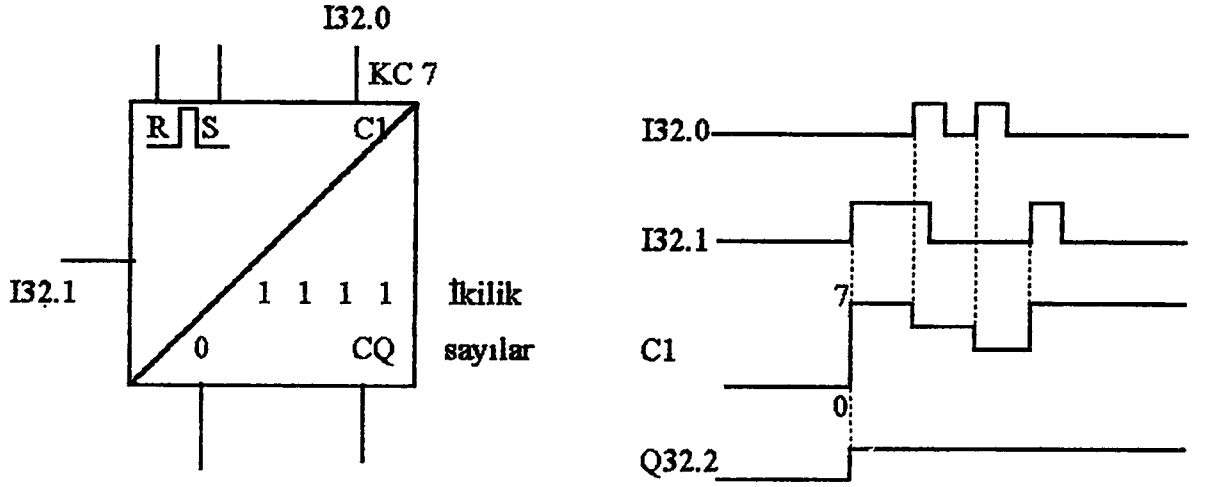 I32.0
KC 7
R S C1
I32.1
1 1 1 1 İkilik
0 CQ sayılar
I32.0
I32.1
7
C1
0
Q32.2